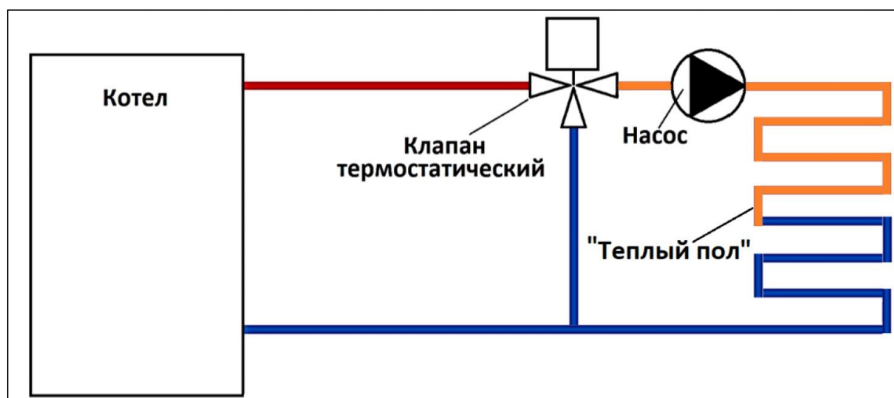 Котел
Клапан
термостатический
Насос
"Теплый пол"